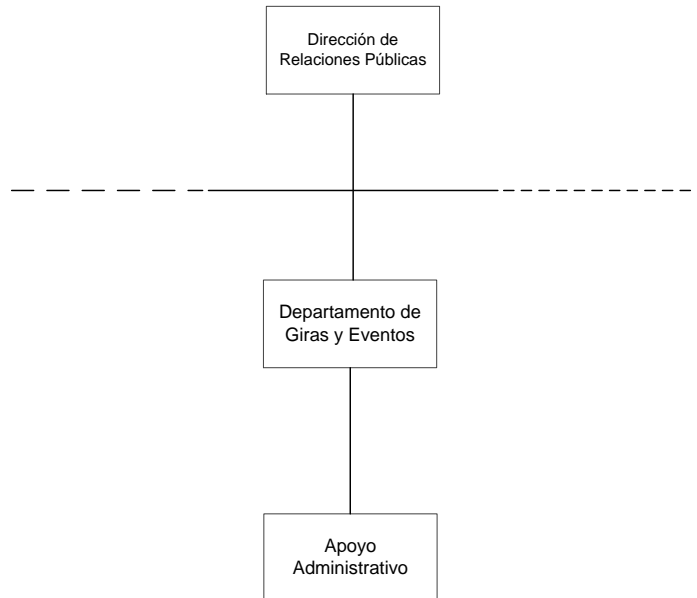 Dirección de
Relaciones Públicas
Departamento de
Giras y Eventos
Apoyo
Administrativo